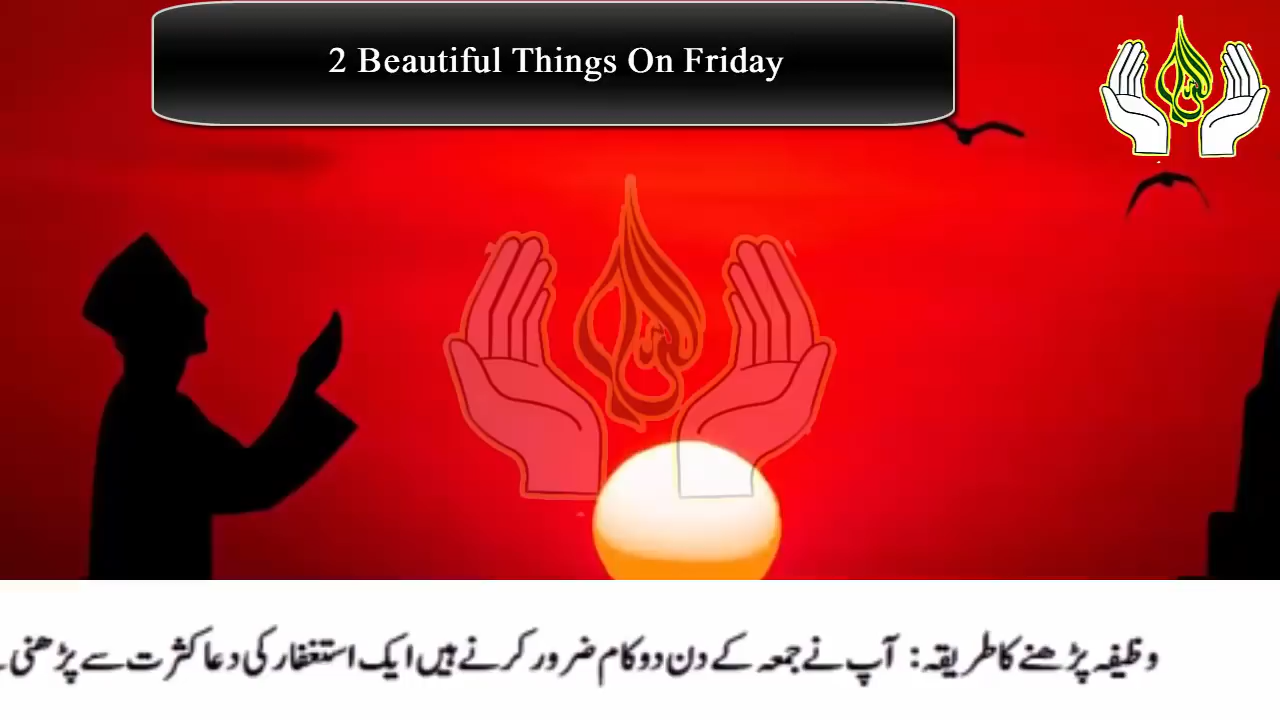 2 Beautiful Things On Friday
وظیفہ پڑھنے کا طریقہ: آپ نے جمعہ کے دن دو کام ضرور کرنے ہیں ایک استغفار کی دعا کثرت سے پڑھنی